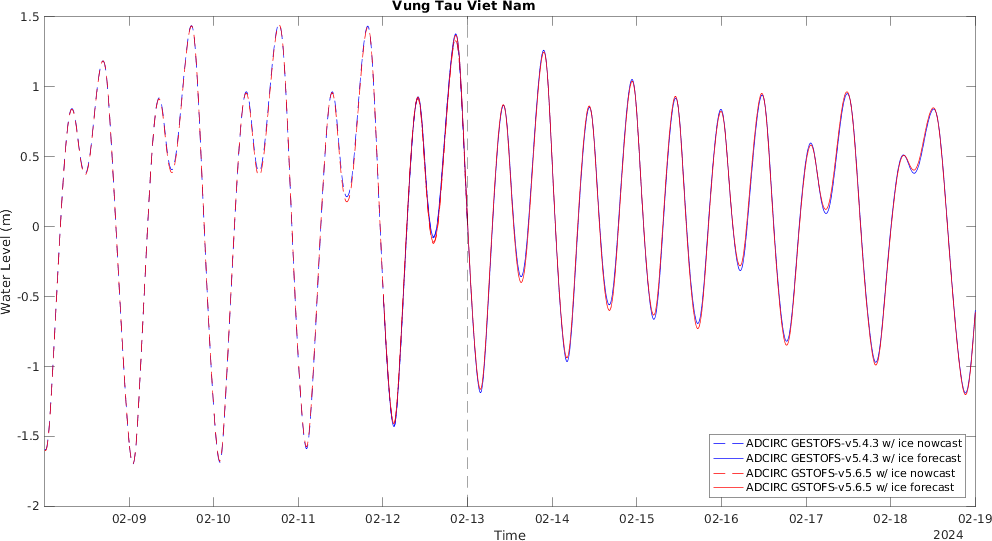 Vung Tau Viet Nam
Water Level (m)
1.5
1
0.5
0
-0.5
-1
-1.5
-2
ADCIRC GESTOFS-v5.4.3 w/ ice nowcast
ADCIRC GESTOFS-v5.4.3 w/ ice forecast
ADCIRC GSTOFS-v5.6.5 w/ ice nowcast
ADCIRC GSTOFS-v5.6.5 w/ ice forecast
02-09 02-10 02-11 02-12 02-13 02-14 02-15 02-16 02-17 02-18 02-19
Time
2024